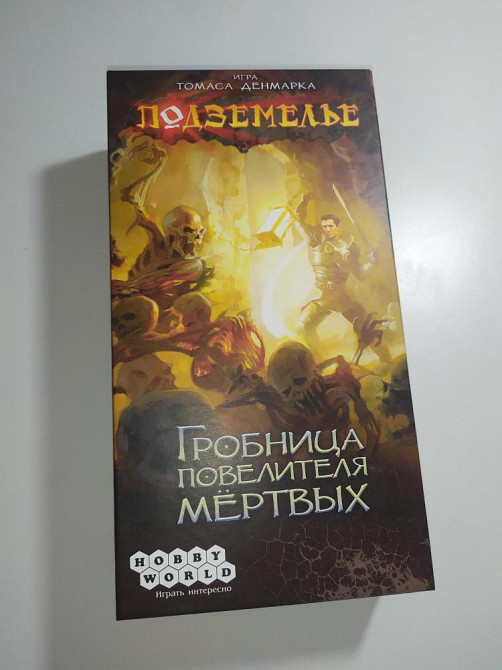 ИГРА
ТОМАСА ДЕНМАРКА
ПОДЗЕМЕЛЬЕ
ГРОБНИЦА
ПОВЕЛИТЕЛЯ
МЁРТВЫХ
HOBBY
WORLD
Играть интересно